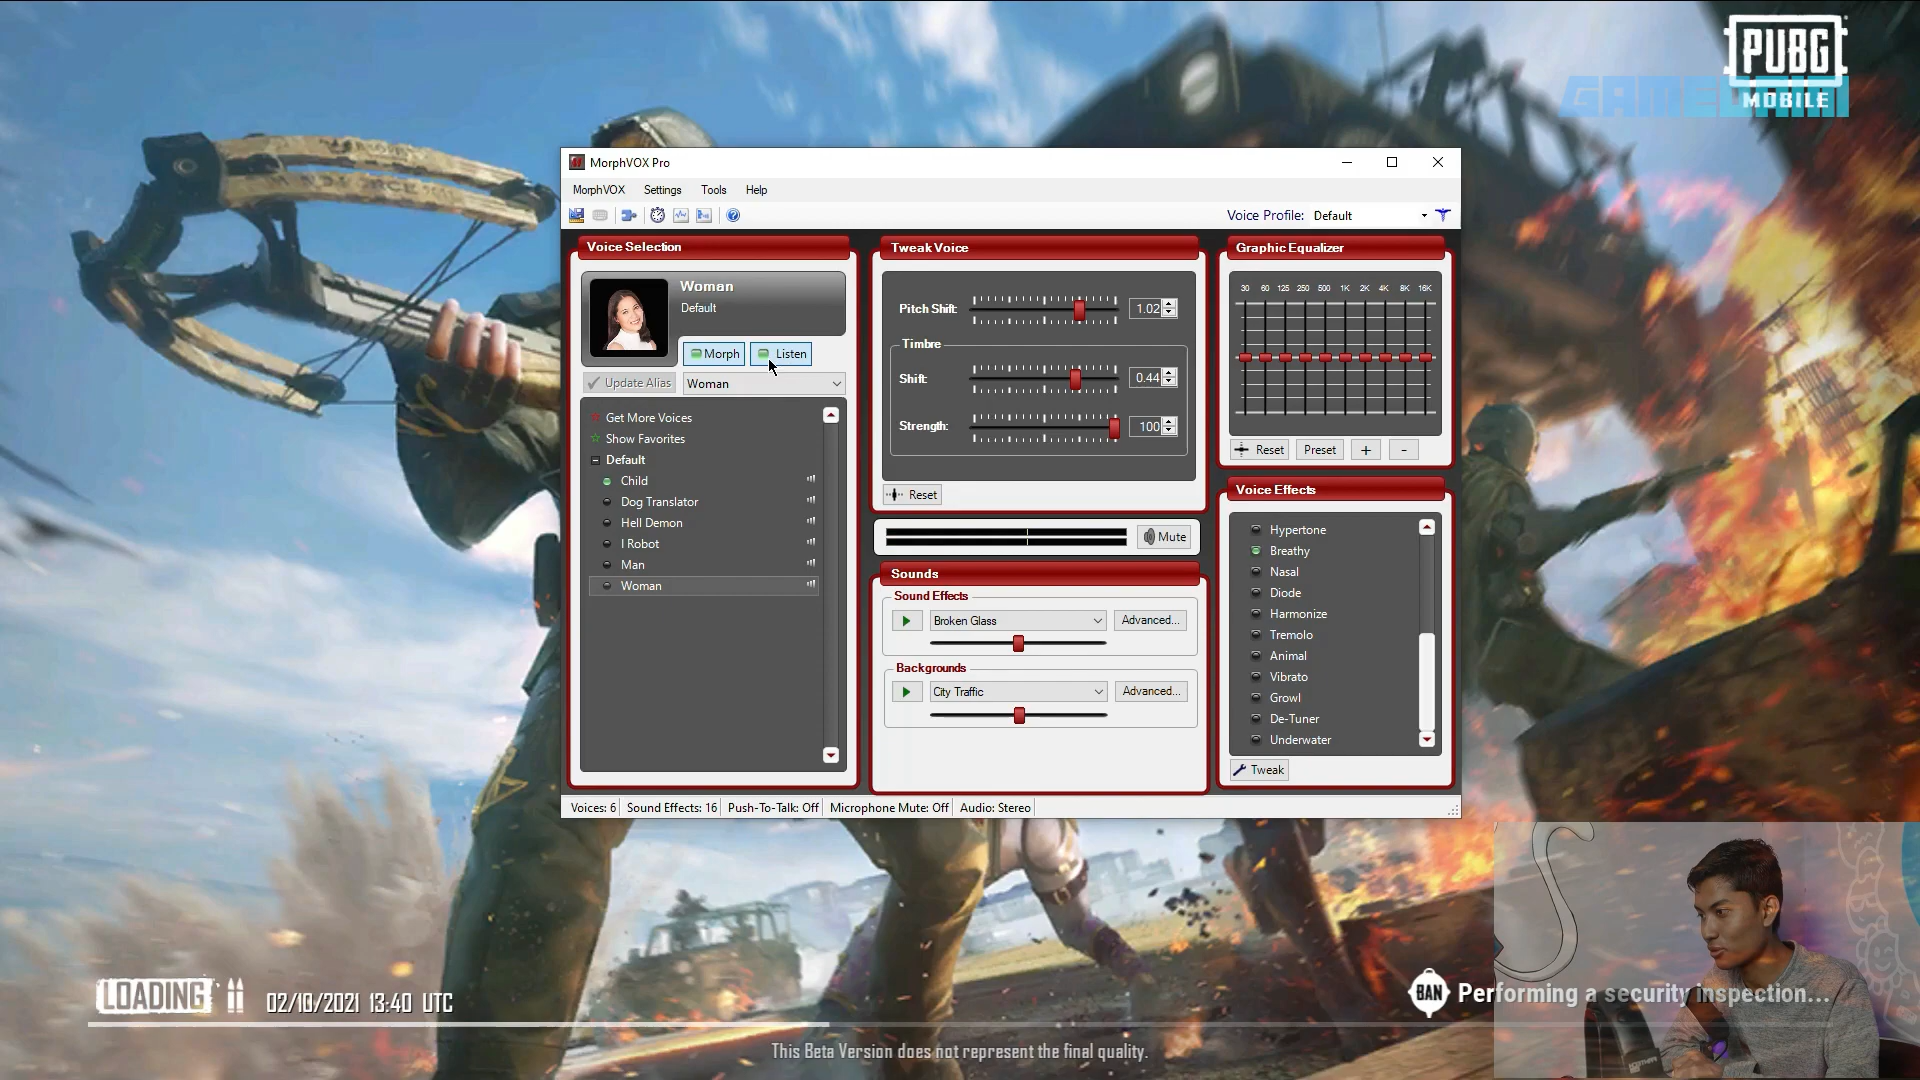 PUBG
MOBILE
MorphVOX Pro
MorphVOX Settings Tools Help
Voice Profile: Default
Voice Selection
Woman
Default
Morph Listen
Update Alias Woman
Get More Voices
Show Favorites
Default
Child
Dog Translator
Hell Demon
I Robot
Man
Woman
Tweak Voice
Pitch Shift: 1.02
Timbre
Shift: 0.44
Strength: 100
Reset
Mute
Sounds
Sound Effects
Broken Glass Advanced...
Backgrounds
City Traffic Advanced...
Graphic Equalizer
30 60 125 250 500 1K 2K 4K 8K 16K
Reset Preset + -
Voice Effects
Hypertone
Breathy
Nasal
Diode
Harmonize
Tremolo
Animal
Vibrato
Growl
De-Tuner
Underwater
Tweak
Voices: 6 Sound Effects: 16 Push-To-Talk: Off Microphone Mute: Off Audio: Stereo
LOADING 02/10/2021 13:40 UTC
BAN Performing a security inspection...
This Beta Version does not represent the final quality.